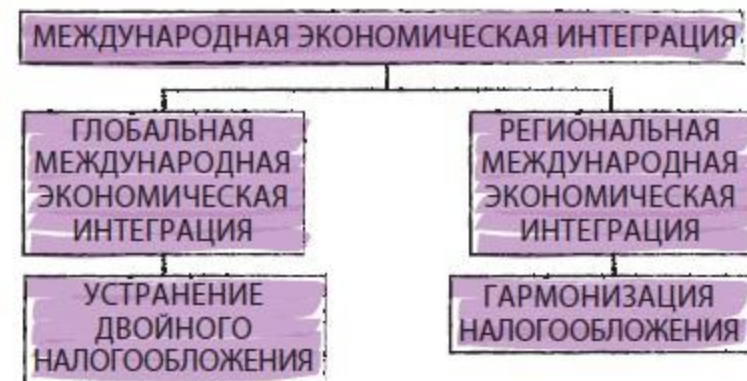 МЕЖДУНАРОДНАЯ ЭКОНОМИЧЕСКАЯ ИНТЕГРАЦИЯ
ГЛОБАЛЬНАЯ
МЕЖДУНАРОДНАЯ
ЭКОНОМИЧЕСКАЯ
ИНТЕГРАЦИЯ
УСТРАНЕНИЕ
ДВОЙНОГО
НАЛОГООБЛОЖЕНИЯ
РЕГИОНАЛЬНАЯ
МЕЖДУНАРОДНАЯ
ЭКОНОМИЧЕСКАЯ
ИНТЕГРАЦИЯ
ГАРМОНИЗАЦИЯ
НАЛОГООБЛОЖЕНИЯ